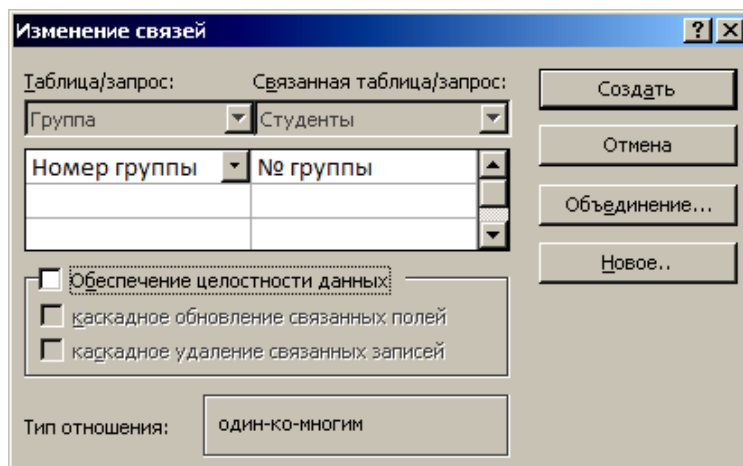 Изменение связей
Таблица/запрос: Связанная таблица/запрос:
Группа Студенты
Номер группы № группы
Обеспечение целостности данных
каскадное обновление связанных полей
каскадное удаление связанных записей
Тип отношения: один-ко-многим
Создать
Отмена
Объединение...
Новое..